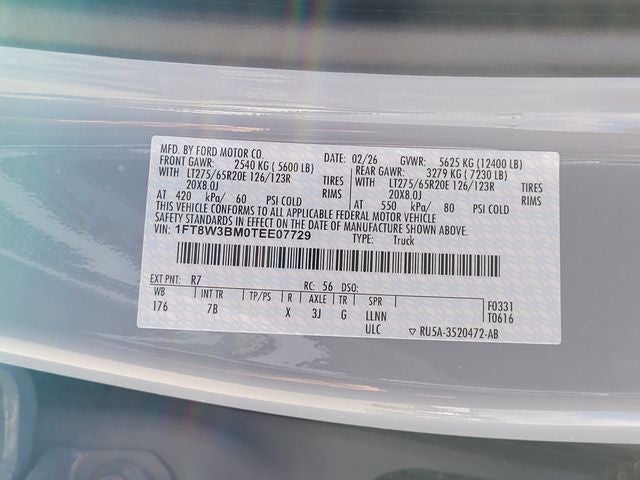 MFD. BY FORD MOTOR CO.
DATE: 02/26 GVWR: 5625 KG (12400 LB)
FRONT GAWR: 2540 KG (5600 LB) REAR GAWR: 3279 KG (7230 LB)
WITH LT275/65R20E 126/123R TIRES WITH LT275/65R20E 126/123R TIRES
20X8.0J RIMS 20X8.0J RIMS
AT 420 kPa/ 60 PSI COLD AT 550 kPa/ 80 PSI COLD
THIS VEHICLE CONFORMS TO ALL APPLICABLE FEDERAL MOTOR VEHICLE
SAFETY STANDARDS IN EFFECT ON THE DATE OF MANUFACTURE SHOWN ABOVE.
VIN: 1FT8W3BM0TEE07729
TYPE: Truck
EXT PNT: R7 RC: 56 DSO:
WB INT TR TP/PS R AXLE TR SPR F0331
176 7B X 3J G LLNN T0616
ULC ▽ RU5A-3520472-AB